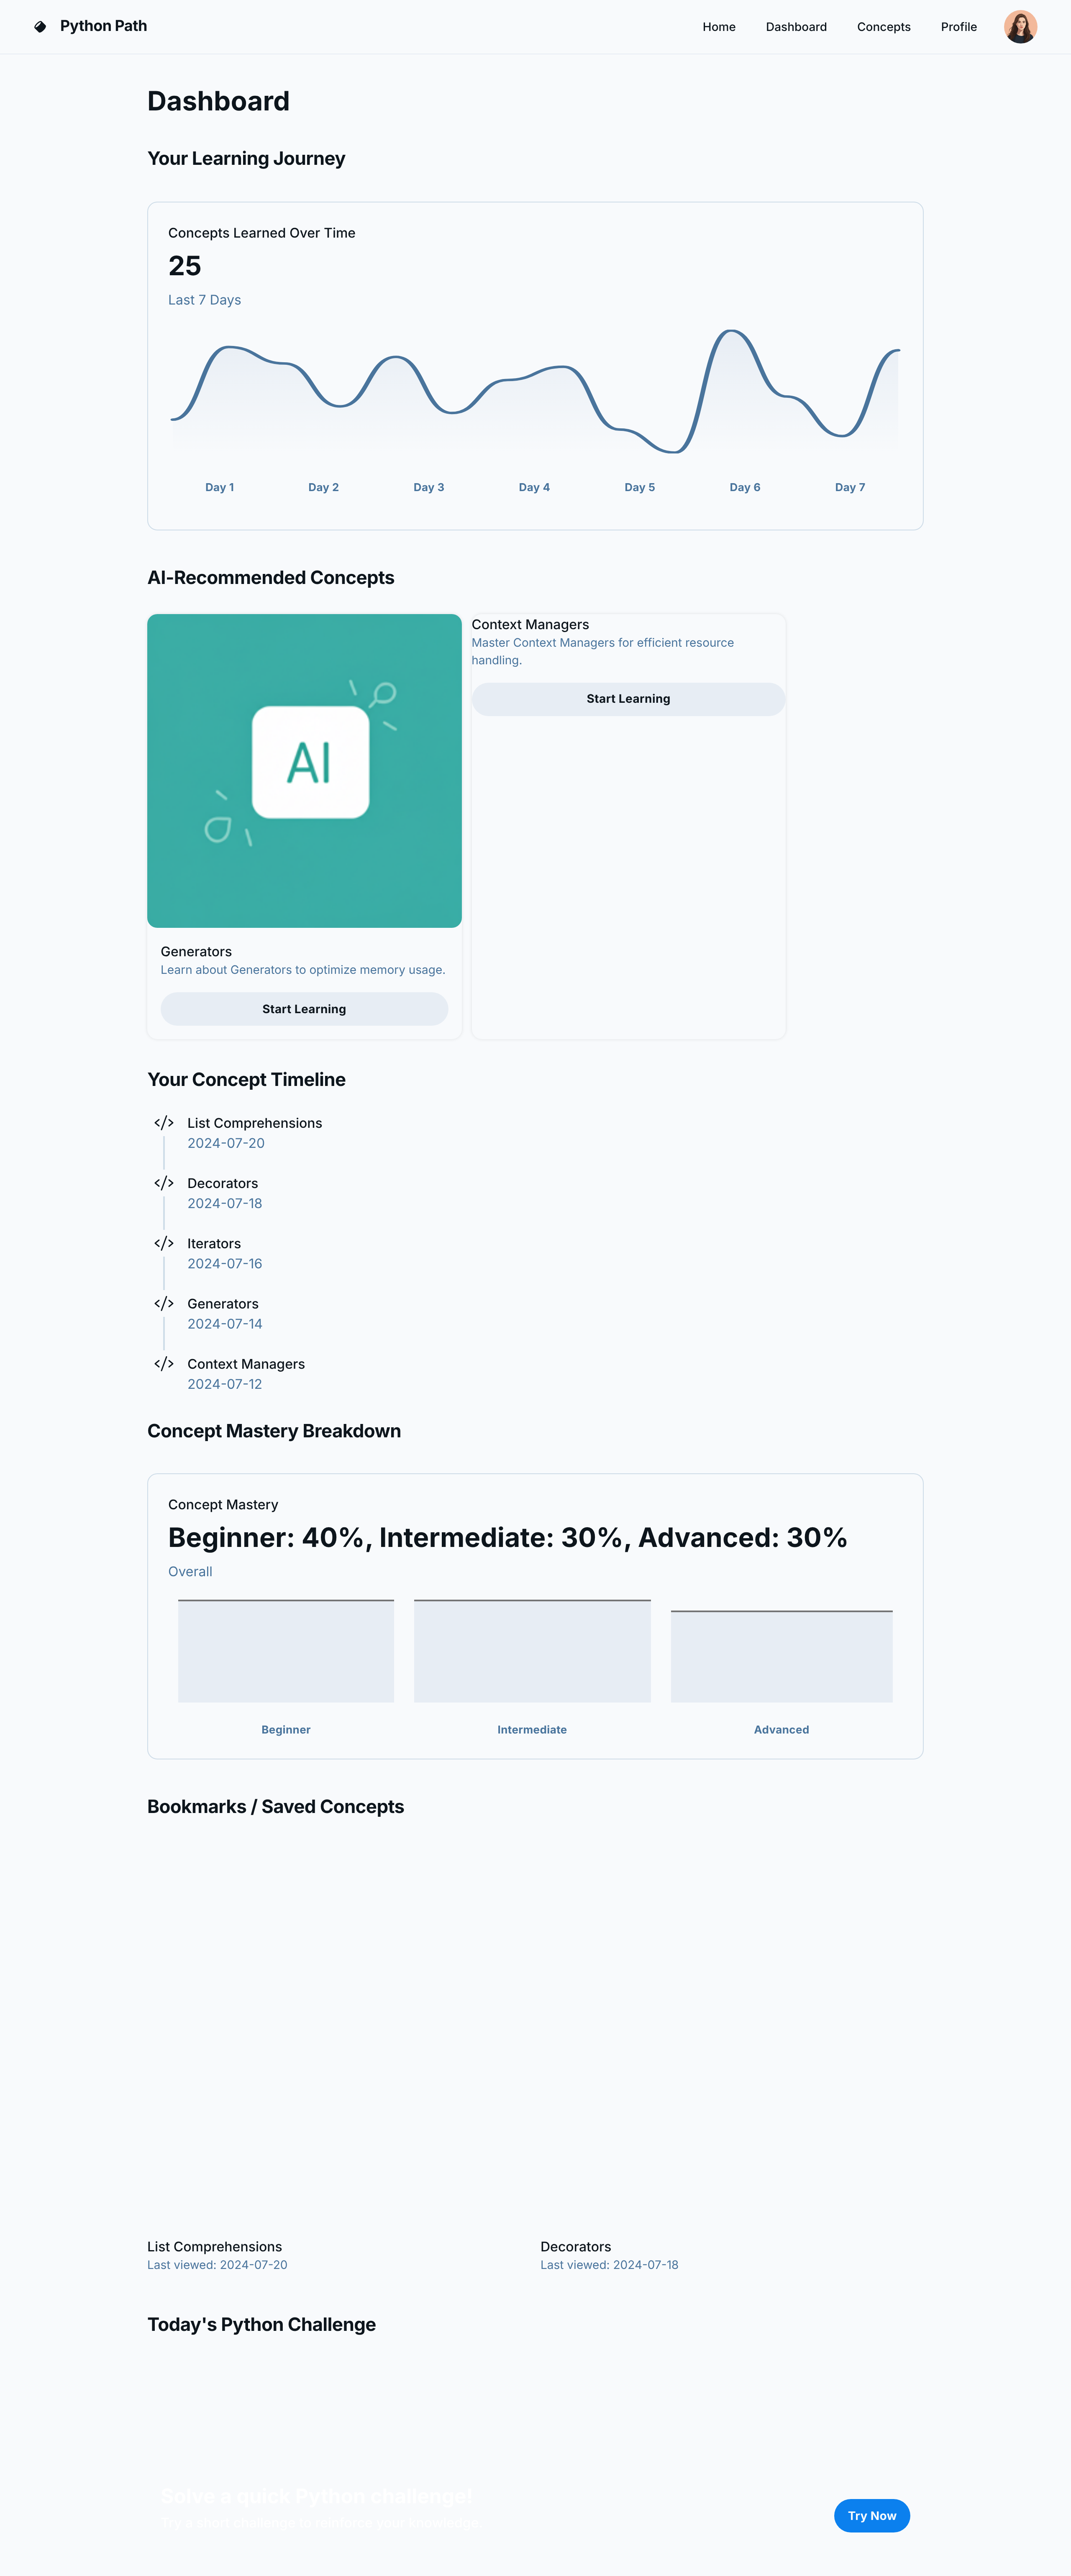 Python Path
Home
Dashboard
Concepts
Profile
Dashboard
Your Learning Journey
Concepts Learned Over Time
25
Last 7 Days
Day 1
Day 2
Day 3
Day 4
Day 5
Day 6
Day 7
AI-Recommended Concepts
AI
Generators
Learn about Generators to optimize memory usage.
Start Learning
Context Managers
Master Context Managers for efficient resource
handling.
Start Learning
Your Concept Timeline
List Comprehensions
2024-07-20
Decorators
2024-07-18
Iterators
2024-07-16
Generators
2024-07-14
Context Managers
2024-07-12
Concept Mastery Breakdown
Concept Mastery
Beginner: 40%, Intermediate: 30%, Advanced: 30%
Overall
Beginner
Intermediate
Advanced
Bookmarks / Saved Concepts
List Comprehensions
Last viewed: 2024-07-20
Decorators
Last viewed: 2024-07-18
Today's Python Challenge
Solve a quick Python challenge!
Try Now